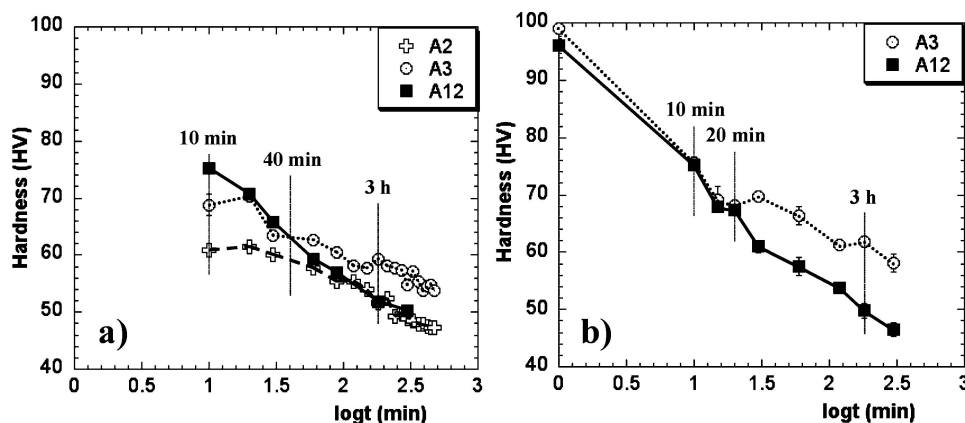 100
90
80
70
60
50
40
Hardness (HV)
A2
A3
A12
10 min
40 min
3 h
a)
0 0.5 1 1.5 2 2.5 3
logt (min)
100
90
80
70
60
50
40
Hardness (HV)
A3
A12
10 min
20 min
3 h
b)
0 0.5 1 1.5 2 2.5 3
logt (min)